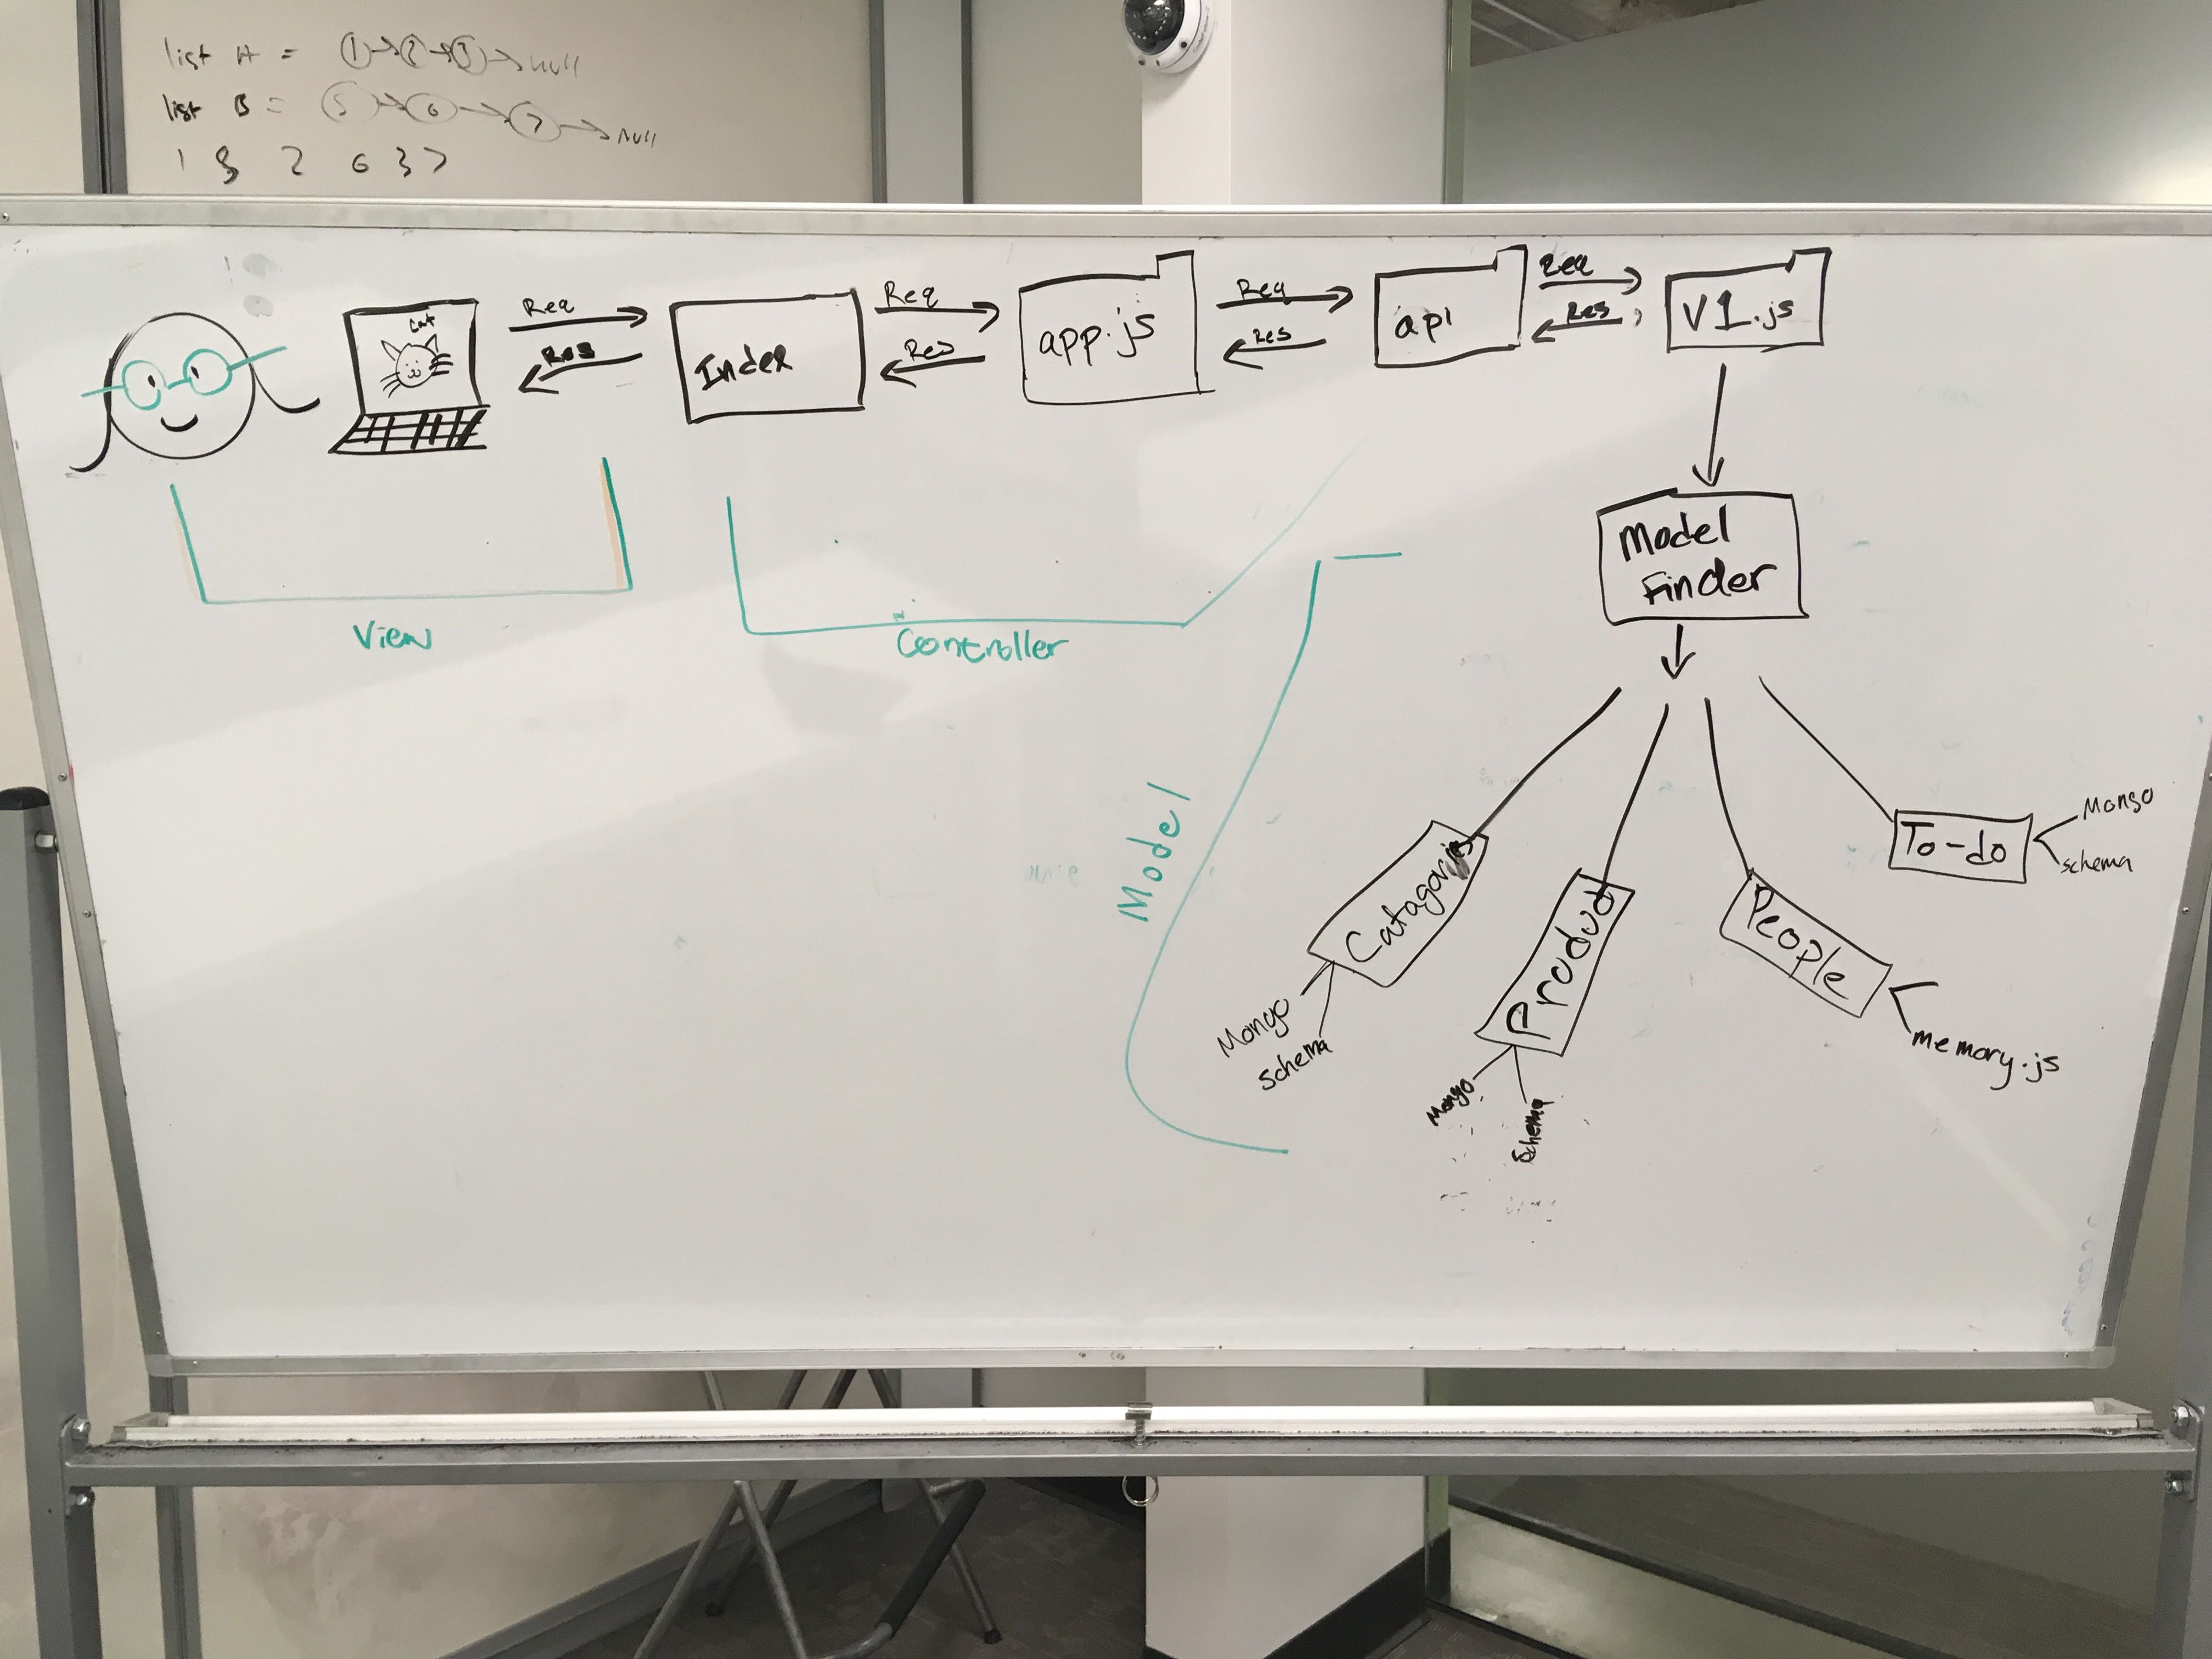 list A = 1 → 2 → 3 → null
list B = 5 → 6 → 7 → null
1 5 2 6 3 7
Cat
Req
Res
Index
Req
Res
app.js
Req
Res
api
Req
Res
V1.js
View
Controller
Model
Model
Finder
Catagories
Mongo
Schema
Product
Mongo
Schema
People
memory.js
To-do
Mongo
schema